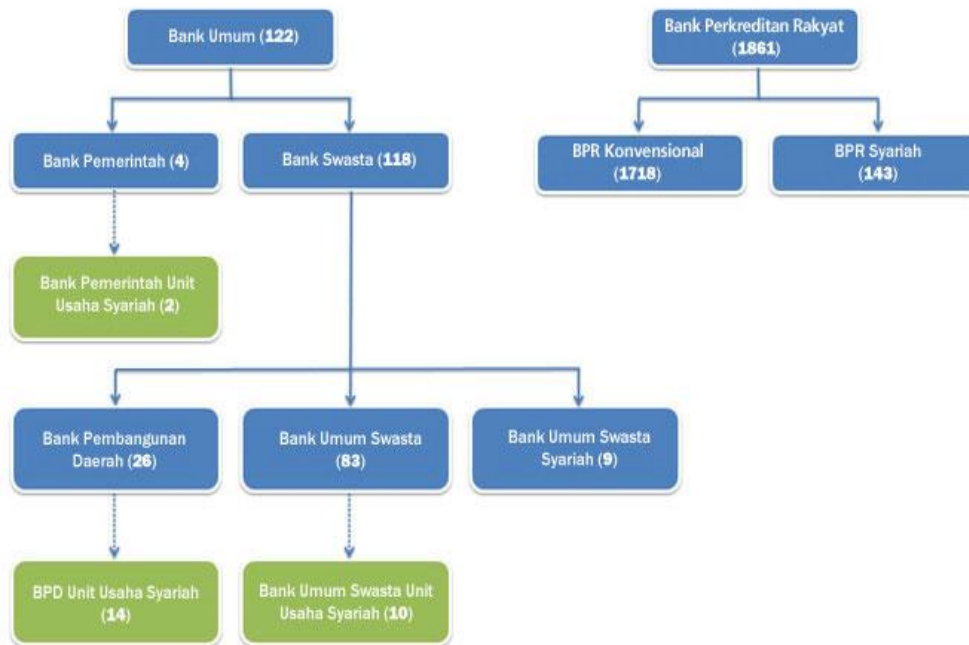 Bank Umum (122)
Bank Perkreditan Rakyat
(1861)
Bank Pemerintah (4)
Bank Swasta (118)
BPR Konvensional
(1718)
BPR Syariah
(143)
Bank Pemerintah Unit
Usaha Syariah (2)
Bank Pembangunan
Daerah (26)
Bank Umum Swasta
(83)
Bank Umum Swasta
Syariah (9)
BPD Unit Usaha Syariah
(14)
Bank Umum Swasta Unit
Usaha Syariah (10)